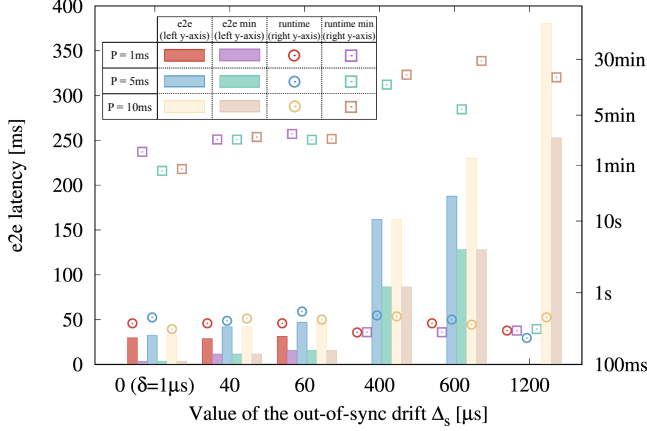 400
350
300
250
200
150
100
50
0
e2e latency [ms]
e2e
(left y-axis)
e2e min
(left y-axis)
runtime
(right y-axis)
runtime min
(right y-axis)
P = 1ms
P = 5ms
P = 10ms
30min
5min
1min
10s
1s
100ms
0 (δ=1μs) 40 60 400 600 1200
Value of the out-of-sync drift Δs [μs]